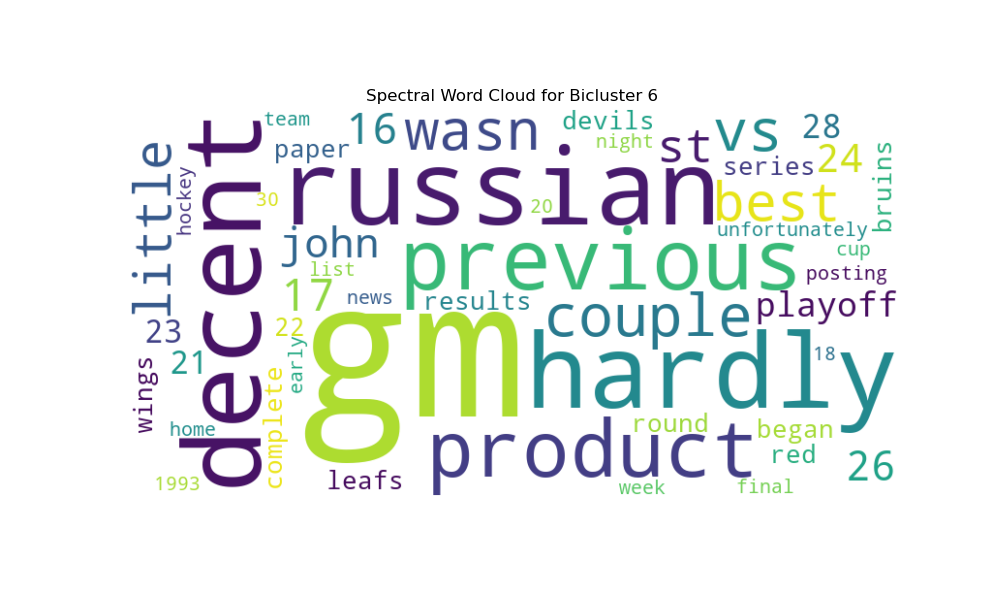 Spectral Word Cloud for Bicluster 6
team
16
wasn
devils
night
st
vs
28
paper
series
24
little
hockey
decent
30
russian
20
best
bruins
john
list
previous
unfortunately
cup
posting
17
news
results
couple
playoff
23
22
21
early
gm
hardly
18
wings
complete
home
product
round
began
red
26
1993
leafs
week
final